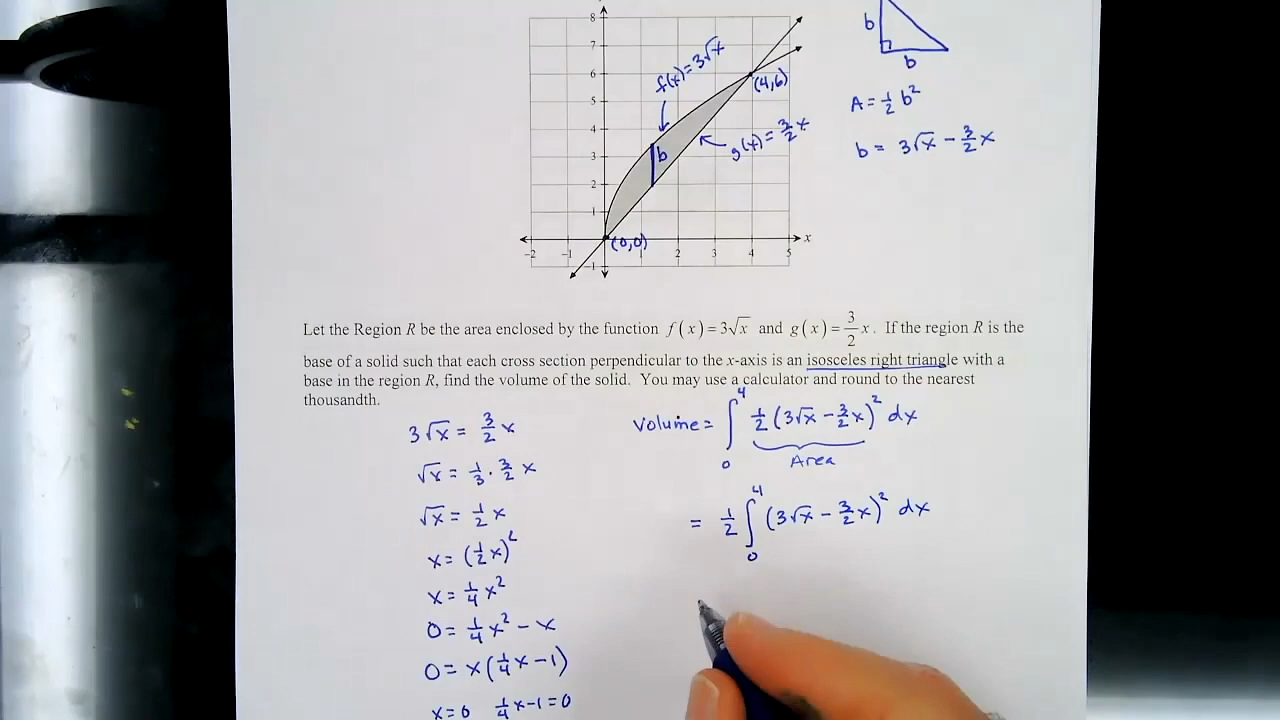 8
7
6
5
4
3
2
1
-1
-2
-1
1
2
3
4
5
x
f(x)=3√x
(4,6)
g(x)=3/2 x
b
(0,0)
b
b
A=1/2 b²
b = 3√x − 3/2 x
Let the Region R be the area enclosed by the function f(x)=3√x and g(x)=3/2 x. If the region R is the
base of a solid such that each cross section perpendicular to the x-axis is an isosceles right triangle with a
base in the region R, find the volume of the solid. You may use a calculator and round to the nearest
thousandth.
3√x = 3/2 x
√x = 1/3 · 3/2 x
√x = 1/2 x
x = (1/2 x)²
x = 1/4 x²
0 = 1/4 x² − x
0 = x(1/4 x − 1)
x=0 1/4 x−1=0
Volume = ∫₀⁴ 1/2 (3√x − 3/2 x)² dx
Area
= 1/2 ∫₀⁴ (3√x − 3/2 x)² dx